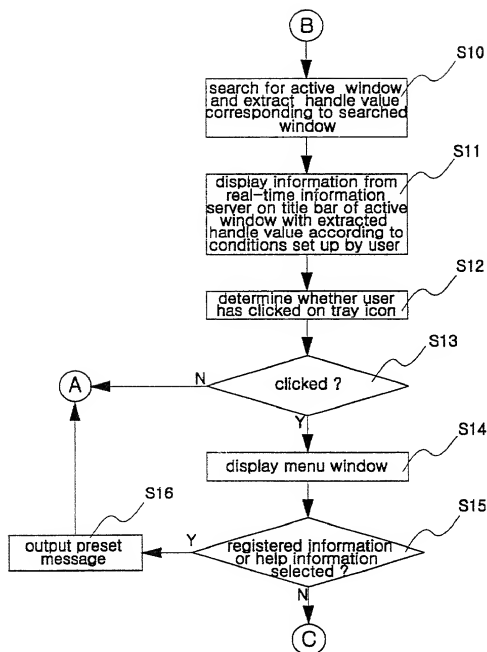 B
S10
search for active window
and extract handle value
corresponding to searched
window
S11
display information from
real-time information
server on title bar of active
window with extracted
handle value according to
conditions set up by user
S12
determine whether user
has clicked on tray icon
S13
A
N
clicked ?
Y
S14
display menu window
S16
S15
output preset
message
Y
registered information
or help information
selected ?
N
C